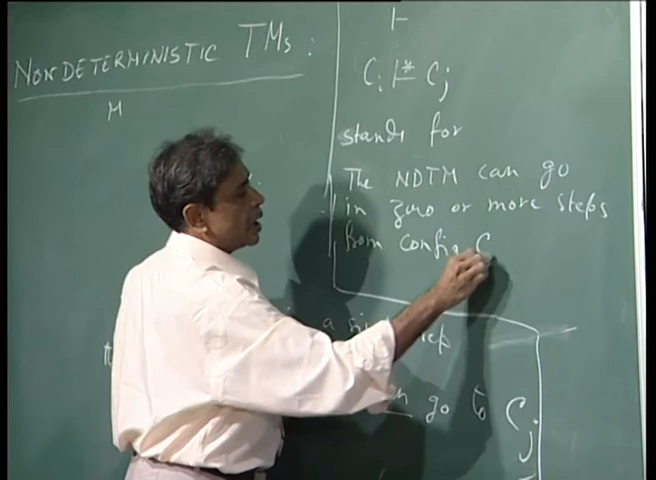 NONDETERMINISTIC TMs :
M
⊢
Ci ⊢* Cj
stands for
The NDTM can go
in zero or more steps
from config C
a step
go to Cj